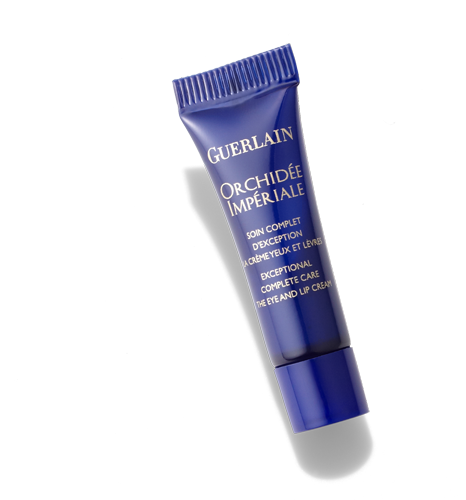 GUERLAIN
ORCHIDÉE
IMPÉRIALE
SOIN COMPLET
D'EXCEPTION
LA CRÈME YEUX ET LÈVRES
EXCEPTIONAL
COMPLETE CARE
THE EYE AND LIP CREAM